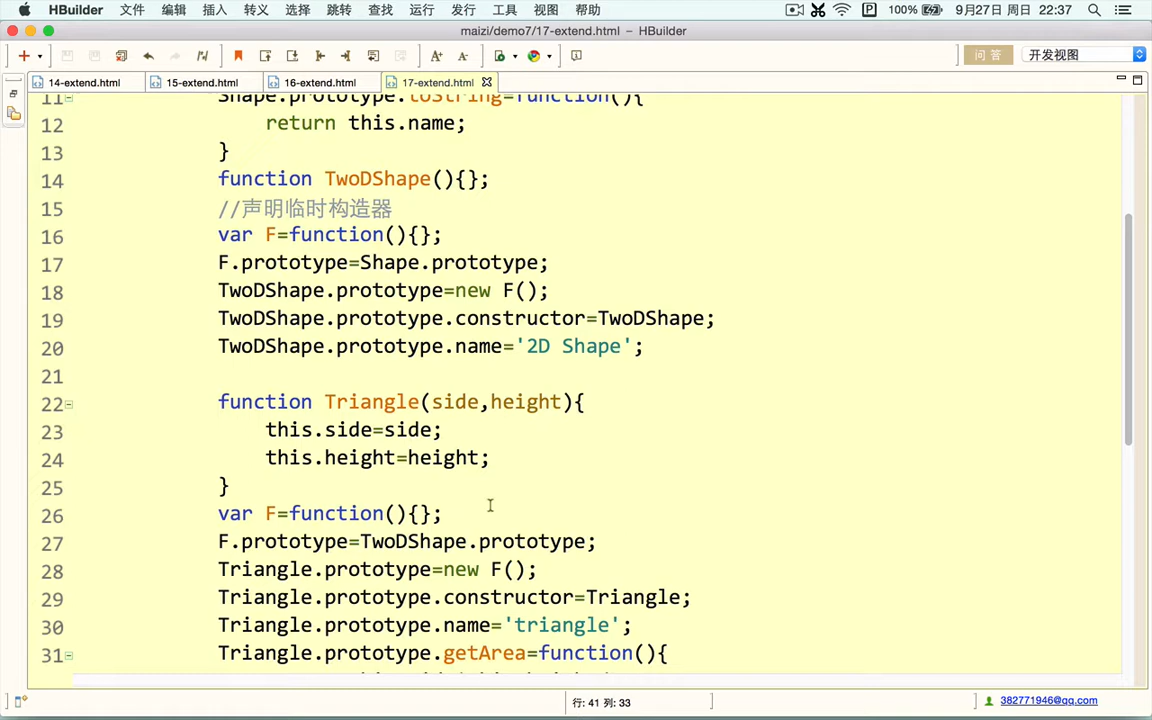 HBuilder 文件 编辑 插入 转义 选择 跳转 查找 运行 发行 工具 视图 帮助 100% 9月27日 周日 22:37
maizi/demo7/17-extend.html – HBuilder
问 答 开发视图
14-extend.html 15-extend.html 16-extend.html 17-extend.html
11 Shape.prototype.toString=function(){
12 return this.name;
13 }
14 function TwoDShape(){};
15 //声明临时构造器
16 var F=function(){};
17 F.prototype=Shape.prototype;
18 TwoDShape.prototype=new F();
19 TwoDShape.prototype.constructor=TwoDShape;
20 TwoDShape.prototype.name='2D Shape';
21
22 function Triangle(side,height){
23 this.side=side;
24 this.height=height;
25 }
26 var F=function(){};
27 F.prototype=TwoDShape.prototype;
28 Triangle.prototype=new F();
29 Triangle.prototype.constructor=Triangle;
30 Triangle.prototype.name='triangle';
31 Triangle.prototype.getArea=function(){
行: 41 列: 33 382771946@qq.com